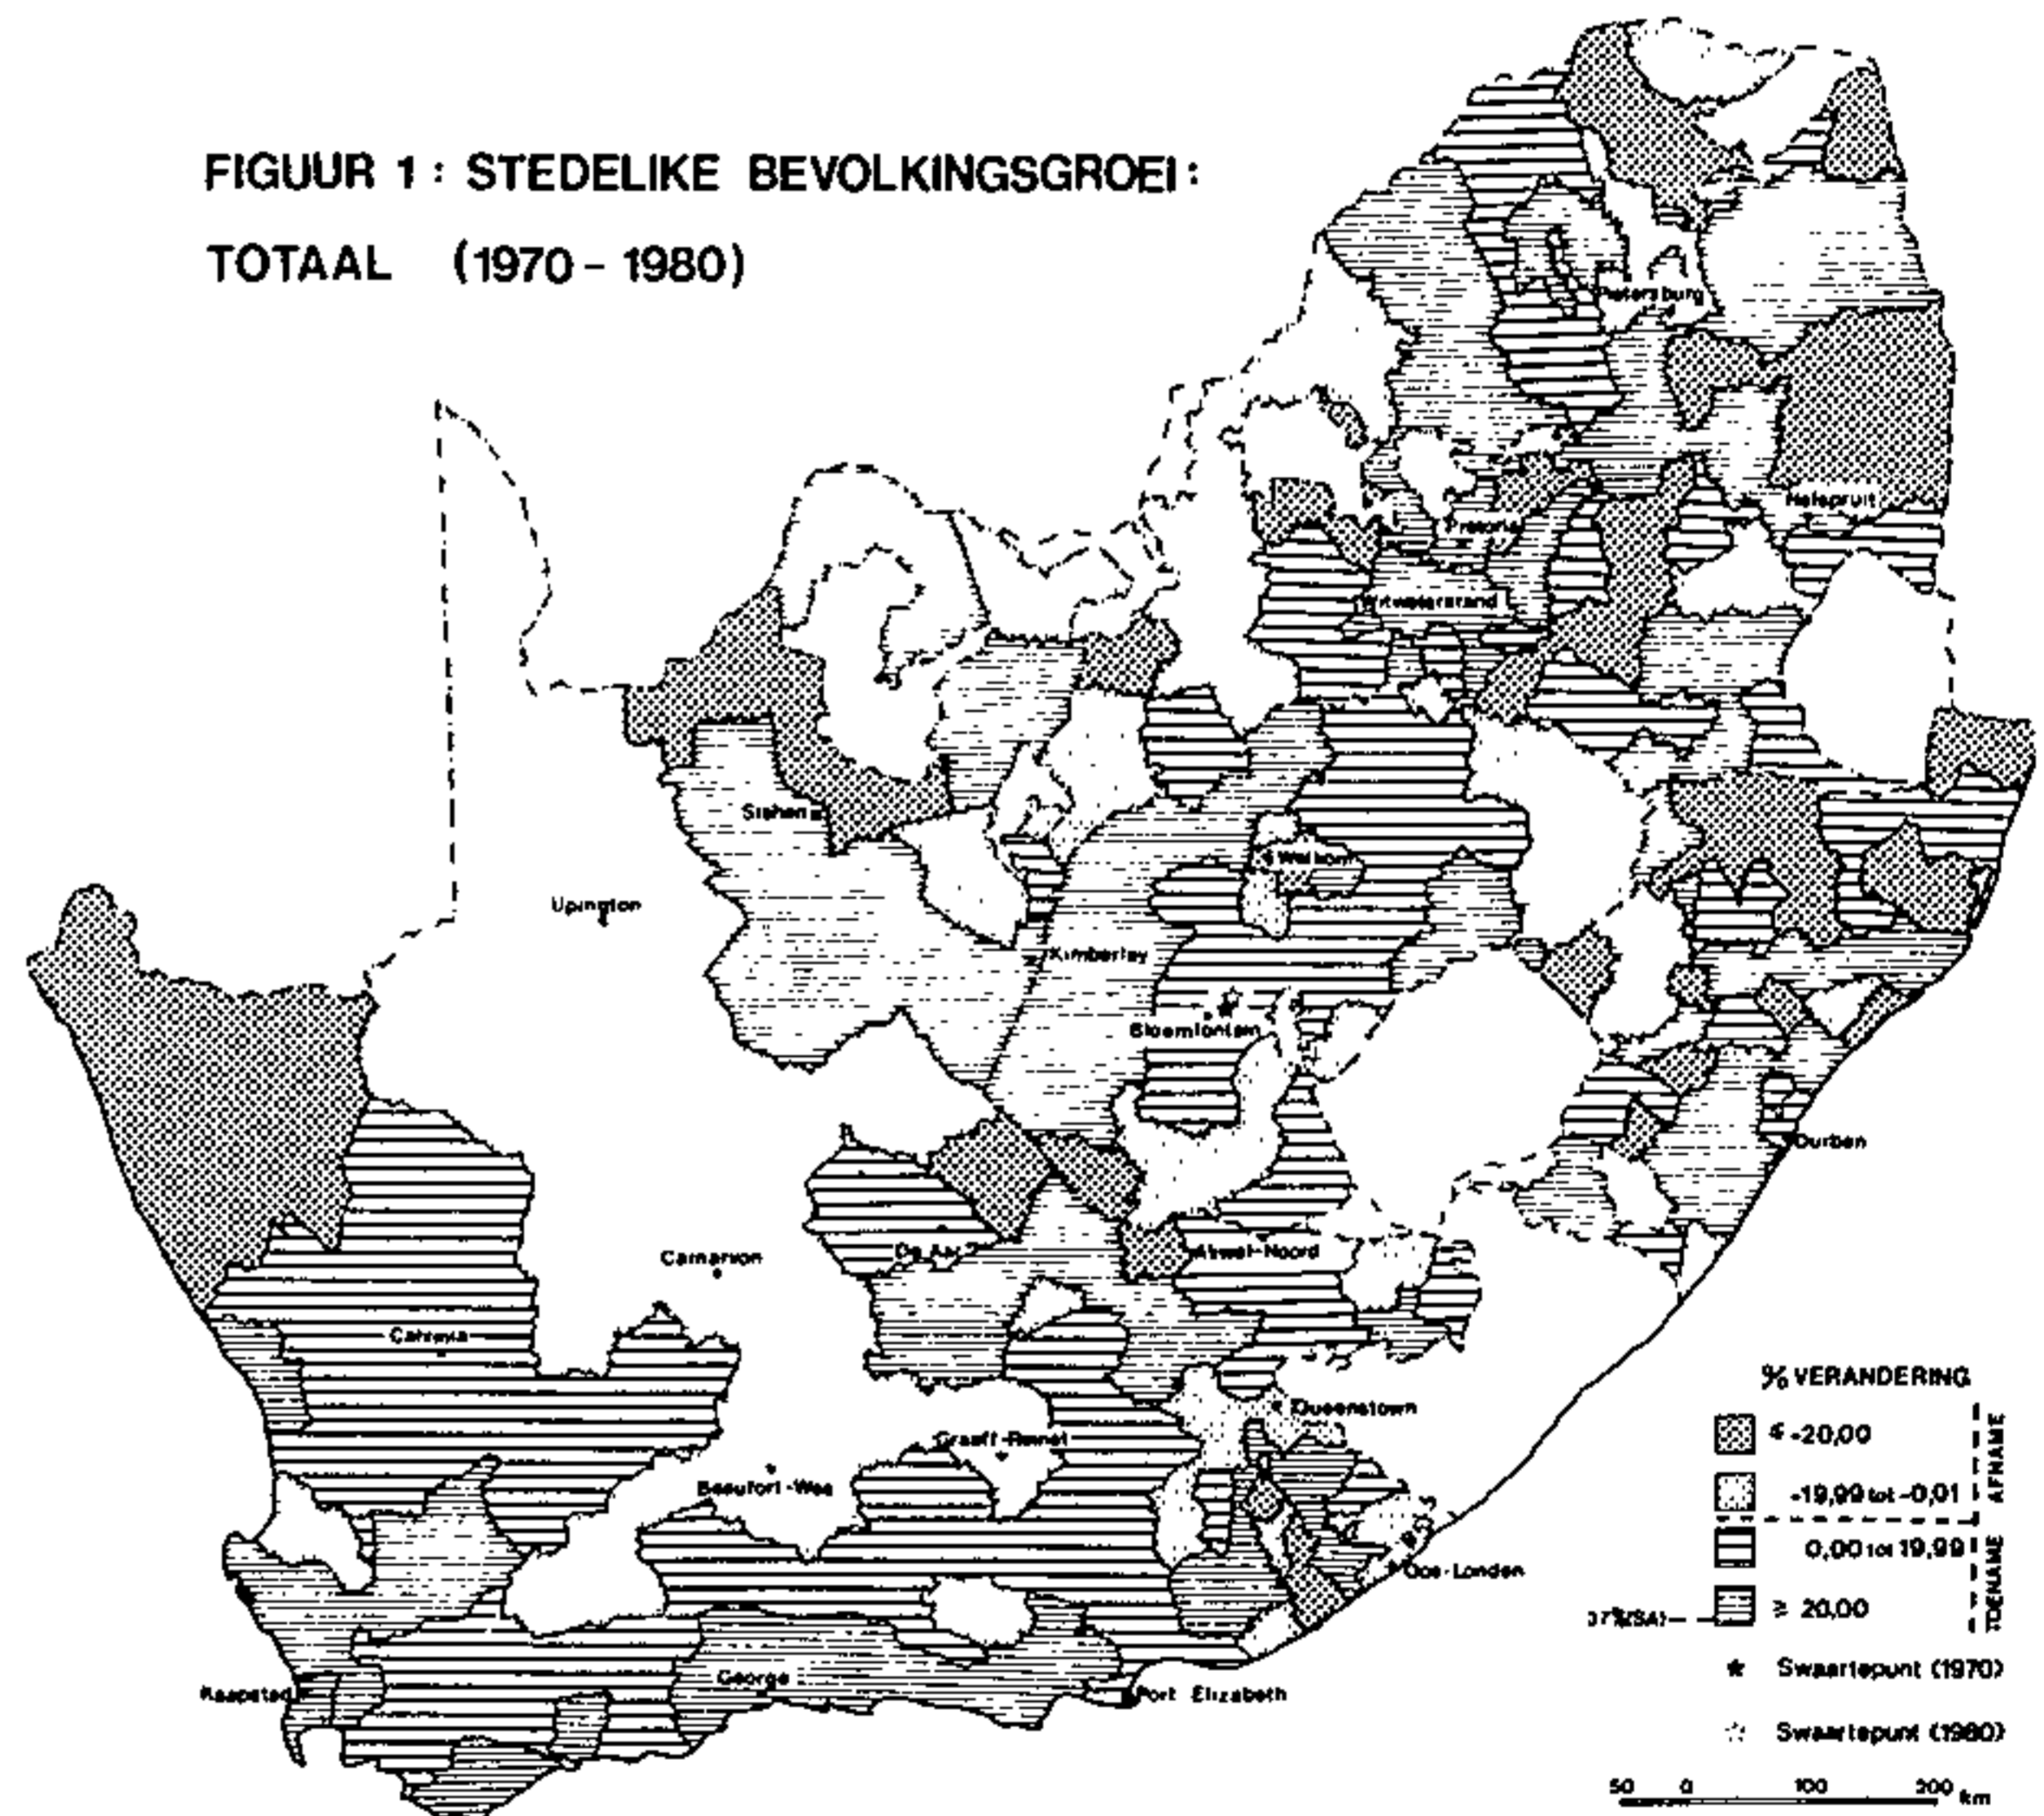 FIGUUR 1 : STEDELIKE BEVOLKINGSGROEI :
TOTAAL (1970 - 1980)
Pietersburg
Nelspruit
Pretoria
Witwatersrand
Sishen
Welkom
Upington
Kimberley
Bloemfontein
Durban
De Aar
Aliwal-Noord
Carnarvon
Calvinia
Queenstown
Graaff-Reinet
Beaufort-Wes
Oos-Londen
George
Kaapstad
Port Elizabeth
% VERANDERING
-20,00
-19,99 tot -0,01
AFNAME
0,00 tot 19,99
≥ 20,00
TOENAME
Swaartepunt (1970)
Swaartepunt (1980)
50 0 100 200 km